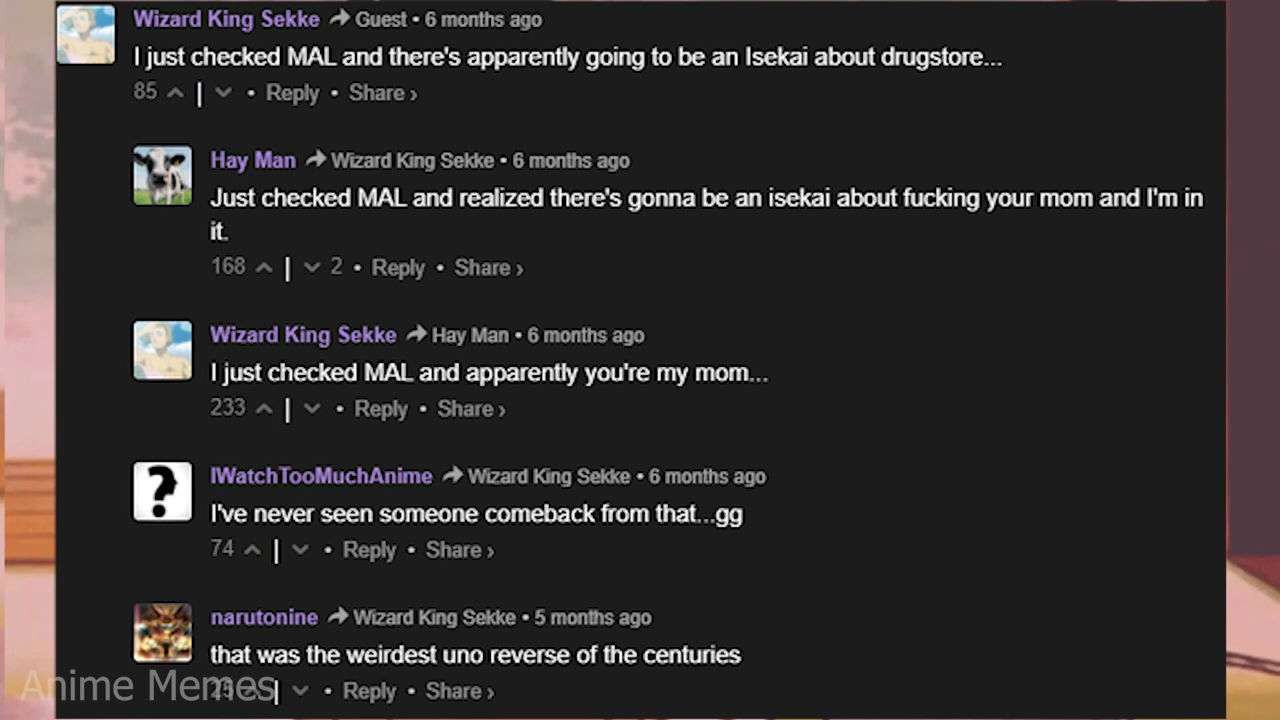 Wizard King Sekke Guest • 6 months ago
I just checked MAL and there's apparently going to be an Isekai about drugstore...
85 | • Reply • Share ›
Hay Man Wizard King Sekke • 6 months ago
Just checked MAL and realized there's gonna be an isekai about fucking your mom and I'm in
it.
168 | 2 • Reply • Share ›
Wizard King Sekke Hay Man • 6 months ago
I just checked MAL and apparently you're my mom...
233 | • Reply • Share ›
IWatchTooMuchAnime Wizard King Sekke • 6 months ago
I've never seen someone comeback from that...gg
74 | • Reply • Share ›
narutonine Wizard King Sekke • 5 months ago
that was the weirdest uno reverse of the centuries
| • Reply • Share ›
Anime Memes